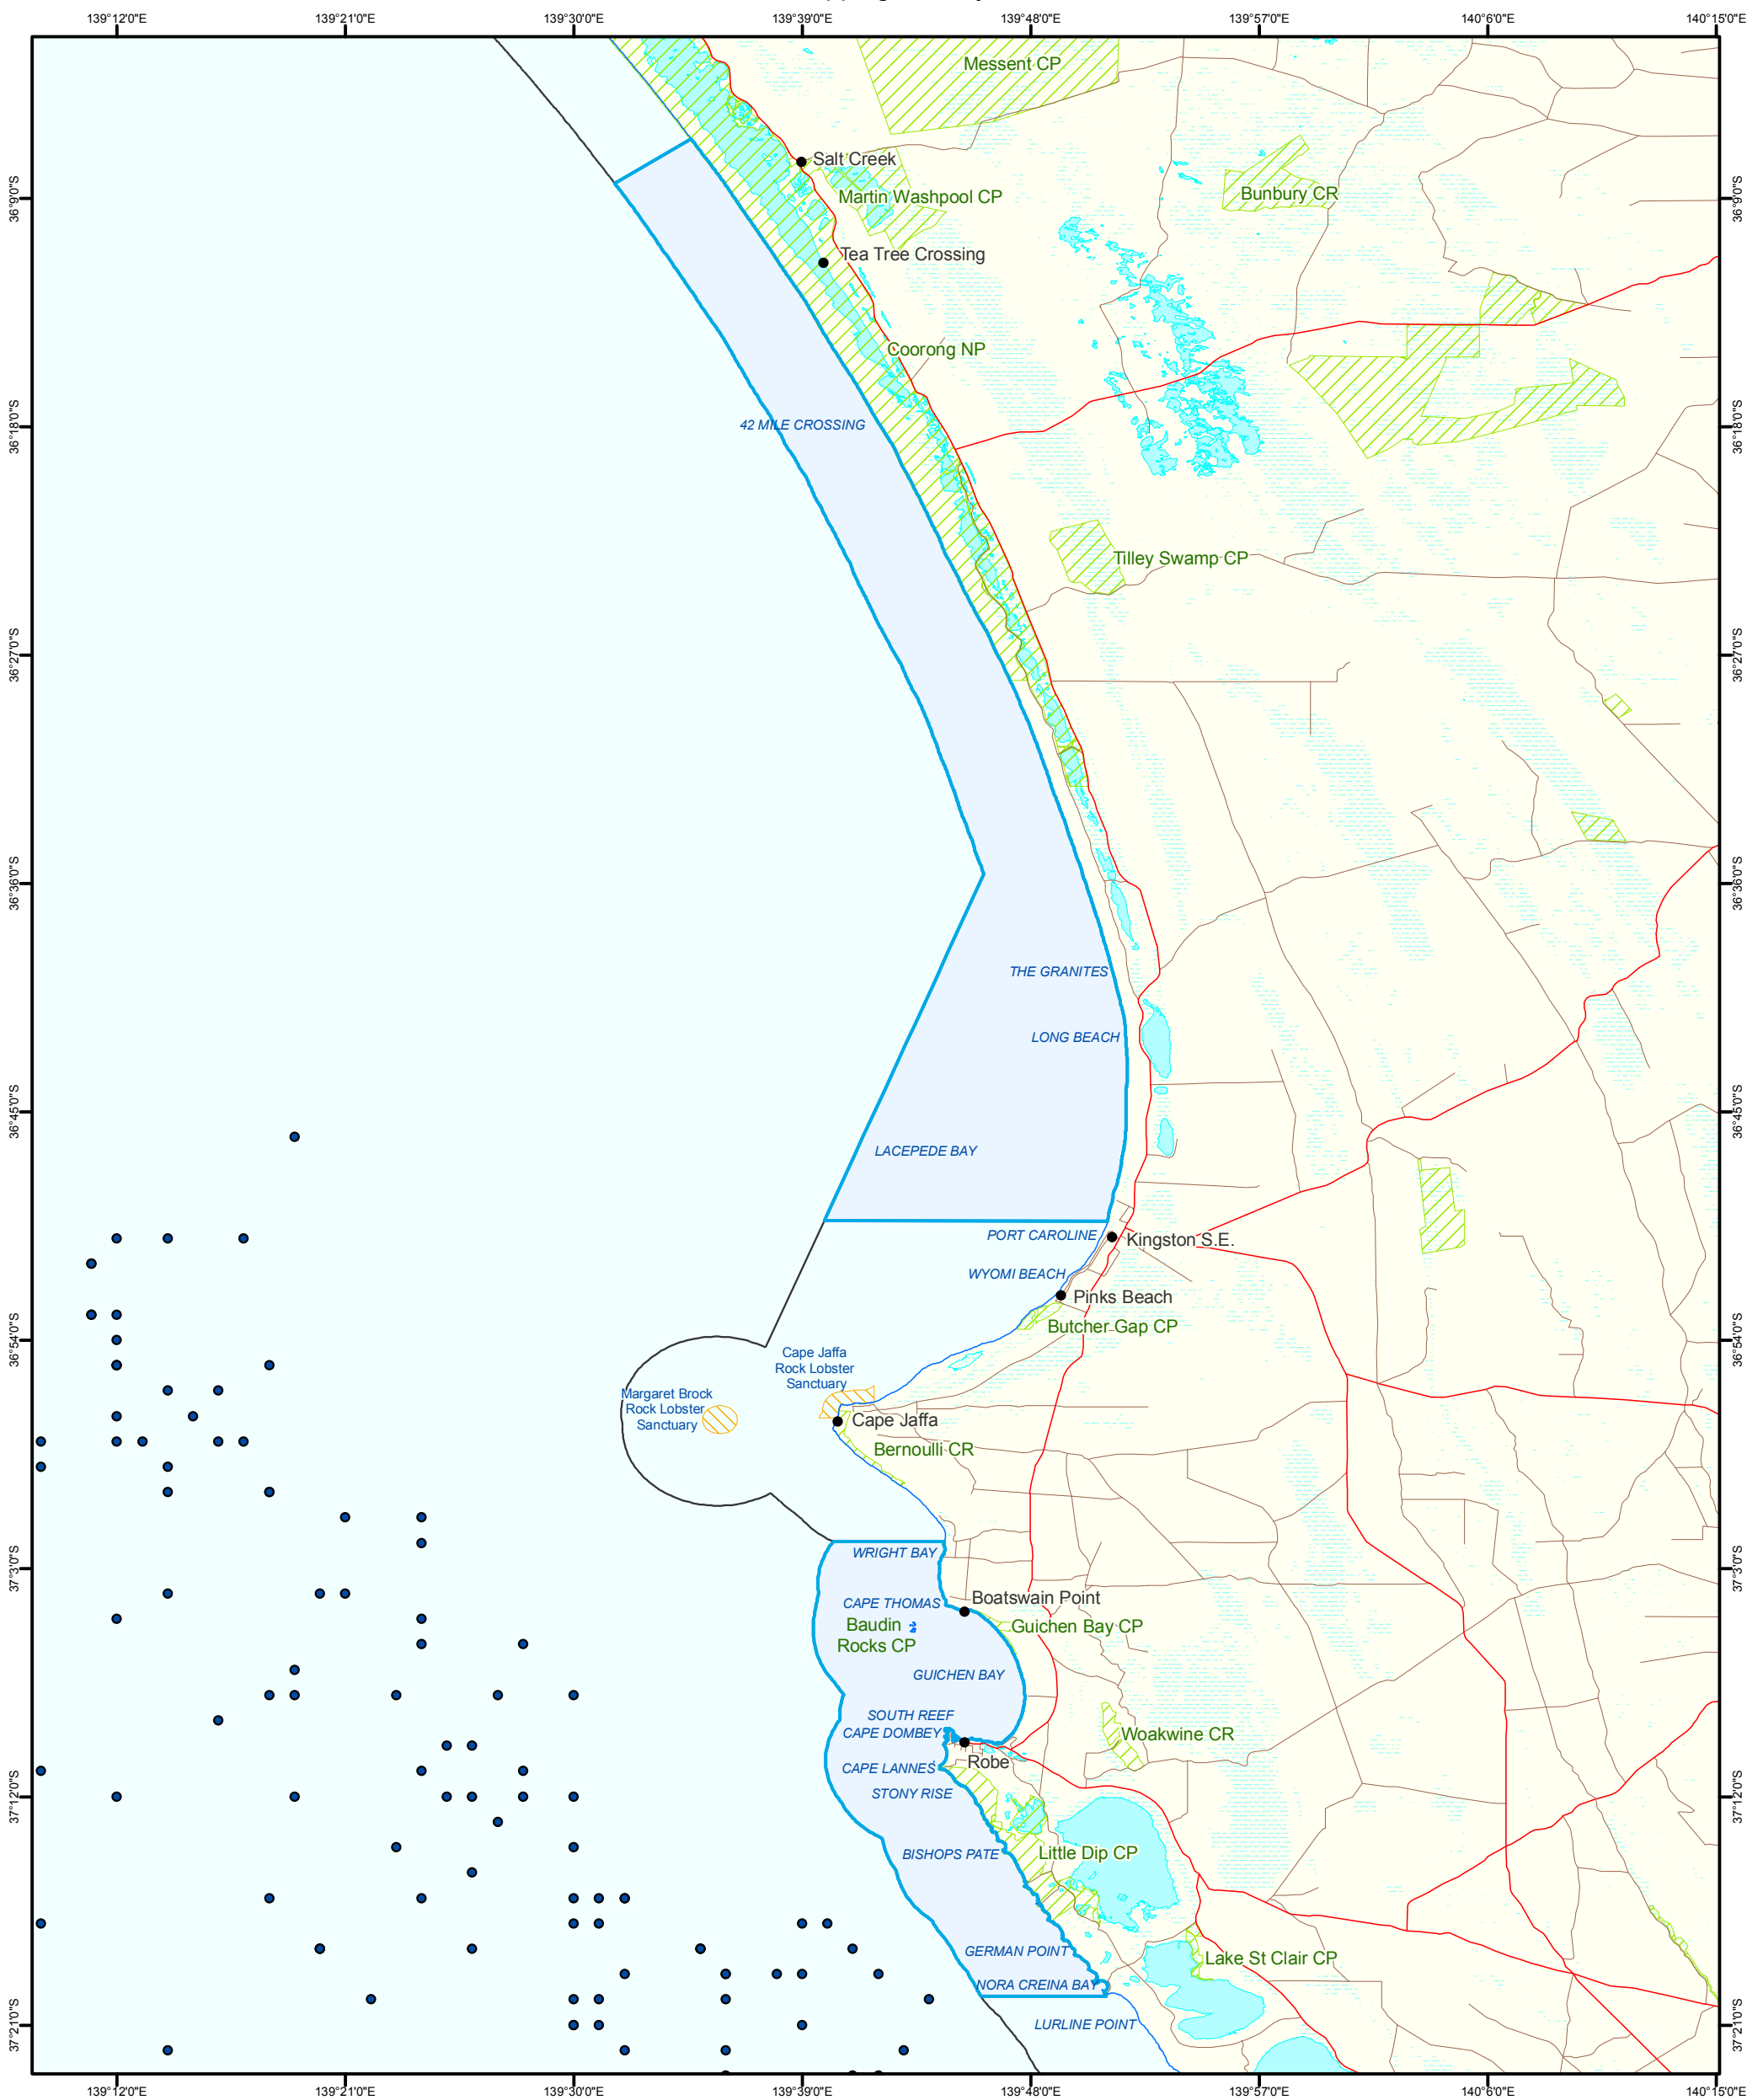 139°12'0"E 139°21'0"E 139°30'0"E 139°39'0"E 139°48'0"E 139°57'0"E 140°6'0"E 140°15'0"E
Messent CP
Salt Creek
Martin Washpool CP
Bunbury CR
36°9'0"S 36°9'0"S
Tea Tree Crossing
Coorong NP
42 MILE CROSSING
36°18'0"S 36°18'0"S
Tilley Swamp CP
36°27'0"S 36°27'0"S
36°36'0"S 36°36'0"S
THE GRANITES
LONG BEACH
36°45'0"S 36°45'0"S
LACEPEDE BAY
PORT CAROLINE
Kingston S.E.
WYOMI BEACH
Pinks Beach
Butcher Gap CP
36°54'0"S 36°54'0"S
Cape Jaffa
Rock Lobster
Sanctuary
Margaret Brock
Rock Lobster
Sanctuary
Cape Jaffa
Bernoulli CR
WRIGHT BAY
37°3'0"S 37°3'0"S
Boatswain Point
CAPE THOMAS
Baudin
Rocks CP
Guichen Bay CP
GUICHEN BAY
SOUTH REEF
CAPE DOMBEY
Woakwine CR
Robe
CAPE LANNES
STONY RISE
37°12'0"S 37°12'0"S
BISHOPS PATE
Little Dip CP
GERMAN POINT
Lake St Clair CP
NORA CREINA BAY
LURLINE POINT
37°21'0"S 37°21'0"S
139°12'0"E 139°21'0"E 139°30'0"E 139°39'0"E 139°48'0"E 139°57'0"E 140°6'0"E 140°15'0"E